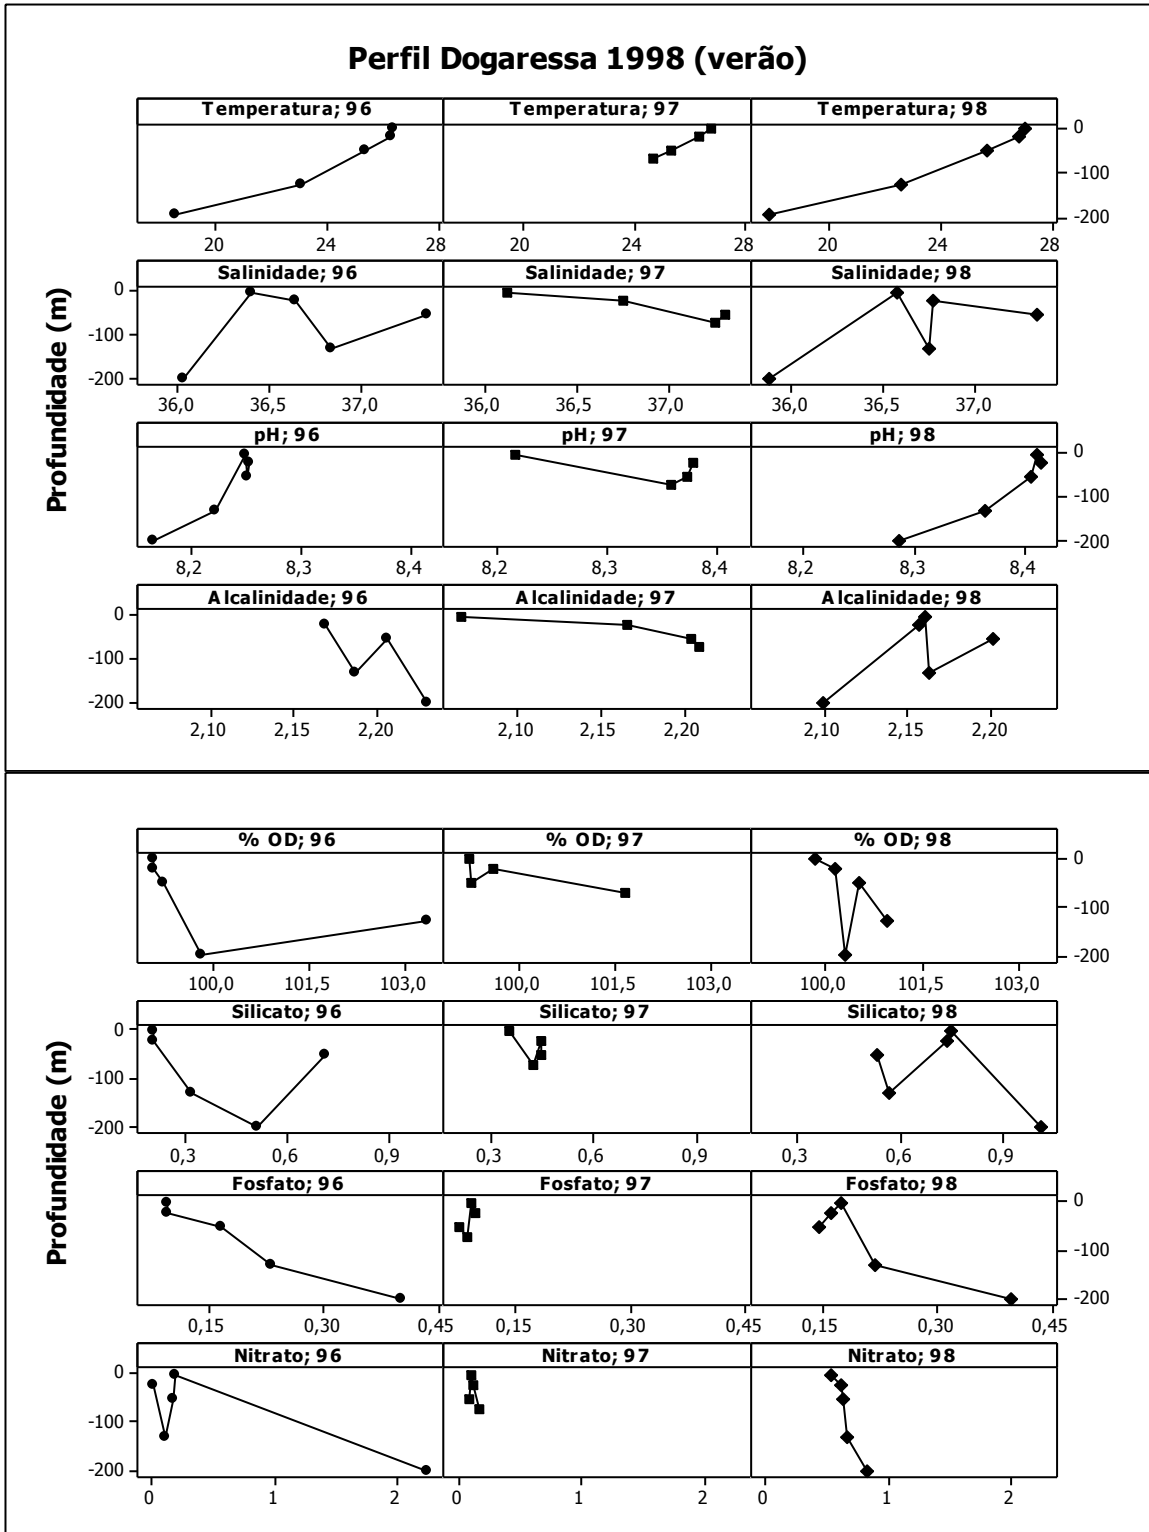 Perfil Dogaressa 1998 (verão)
Temperatura; 96 Temperatura; 97 Temperatura; 98
0
-100
-200
20 24 28 20 24 28 20 24 28
Salinidade; 96 Salinidade; 97 Salinidade; 98
0
-100
-200
36,0 36,5 37,0 36,0 36,5 37,0 36,0 36,5 37,0
Profundidade (m)
pH; 96 pH; 97 pH; 98
0
-100
-200
8,2 8,3 8,4 8,2 8,3 8,4 8,2 8,3 8,4
Alcalinidade; 96 Alcalinidade; 97 Alcalinidade; 98
0
-100
-200
2,10 2,15 2,20 2,10 2,15 2,20 2,10 2,15 2,20
% OD; 96 % OD; 97 % OD; 98
0
-100
-200
100,0 101,5 103,0 100,0 101,5 103,0 100,0 101,5 103,0
Silicato; 96 Silicato; 97 Silicato; 98
0
-100
-200
0,3 0,6 0,9 0,3 0,6 0,9 0,3 0,6 0,9
Profundidade (m)
Fosfato; 96 Fosfato; 97 Fosfato; 98
0
-100
-200
0,15 0,30 0,45 0,15 0,30 0,45 0,15 0,30 0,45
Nitrato; 96 Nitrato; 97 Nitrato; 98
0
-100
-200
0 1 2 0 1 2 0 1 2